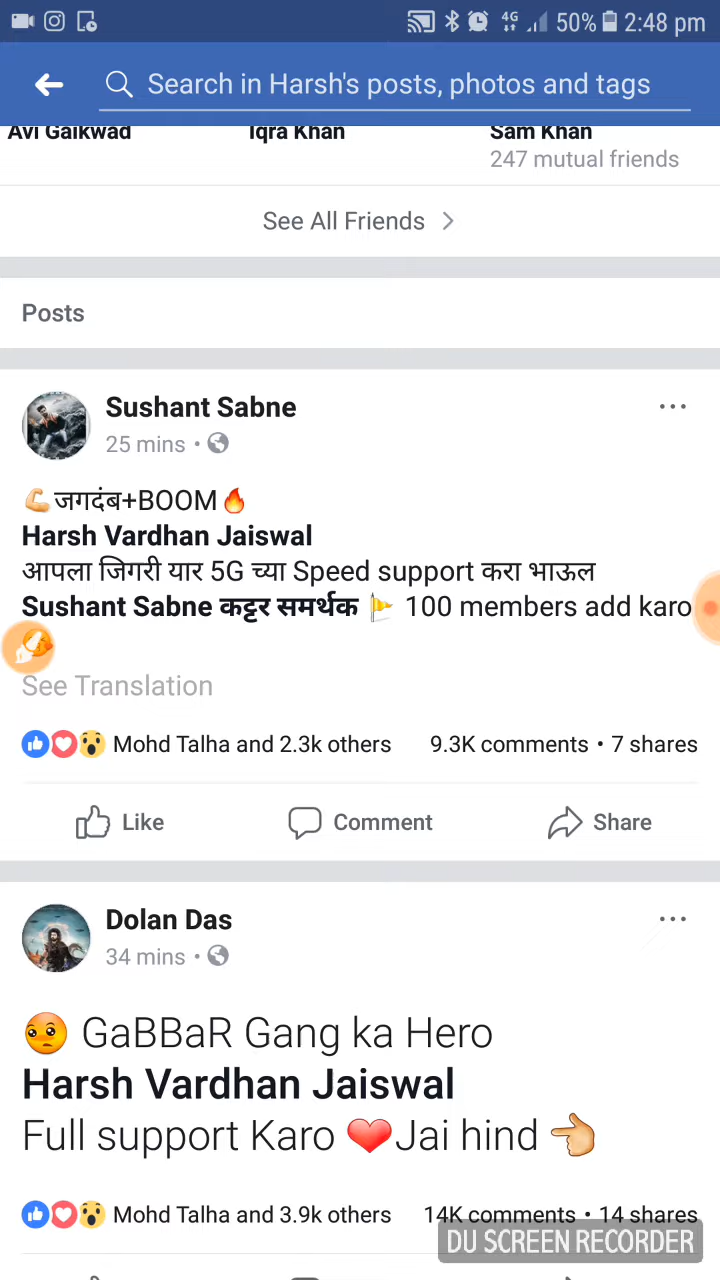 4G 50% 2:48 pm
Search in Harsh's posts, photos and tags
Avi Gaikwad Iqra Khan Sam Khan
247 mutual friends
See All Friends
Posts
Sushant Sabne
25 mins •
💪जगदंब+BOOM🔥
Harsh Vardhan Jaiswal
आपला जिगरी यार 5G च्या Speed support करा भाऊल
Sushant Sabne कट्टर समर्थक 100 members add karo
See Translation
Mohd Talha and 2.3k others 9.3K comments • 7 shares
Like Comment Share
Dolan Das
34 mins •
GaBBaR Gang ka Hero
Harsh Vardhan Jaiswal
Full support Karo ❤Jai hind 👈
Mohd Talha and 3.9k others 14K comments • 14 shares
DU SCREEN RECORDER